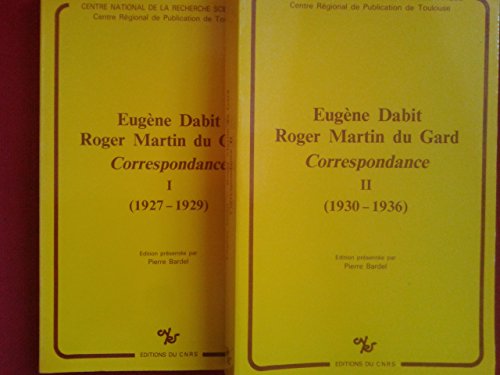 CENTRE NATIONAL DE LA RECHERCHE SCI
Centre Régional de Publication de Tou
Eugène Dabit
Roger Martin du G
Correspondance
I
(1927-1929)
Edition présentée par
Pierre Bardel
EDITIONS DU C N R S
Centre Régional de Publication de Toulouse
Eugène Dabit
Roger Martin du Gard
Correspondance
II
(1930-1936)
Edition présentée par
Pierre Bardel
EDITIONS DU C N R S